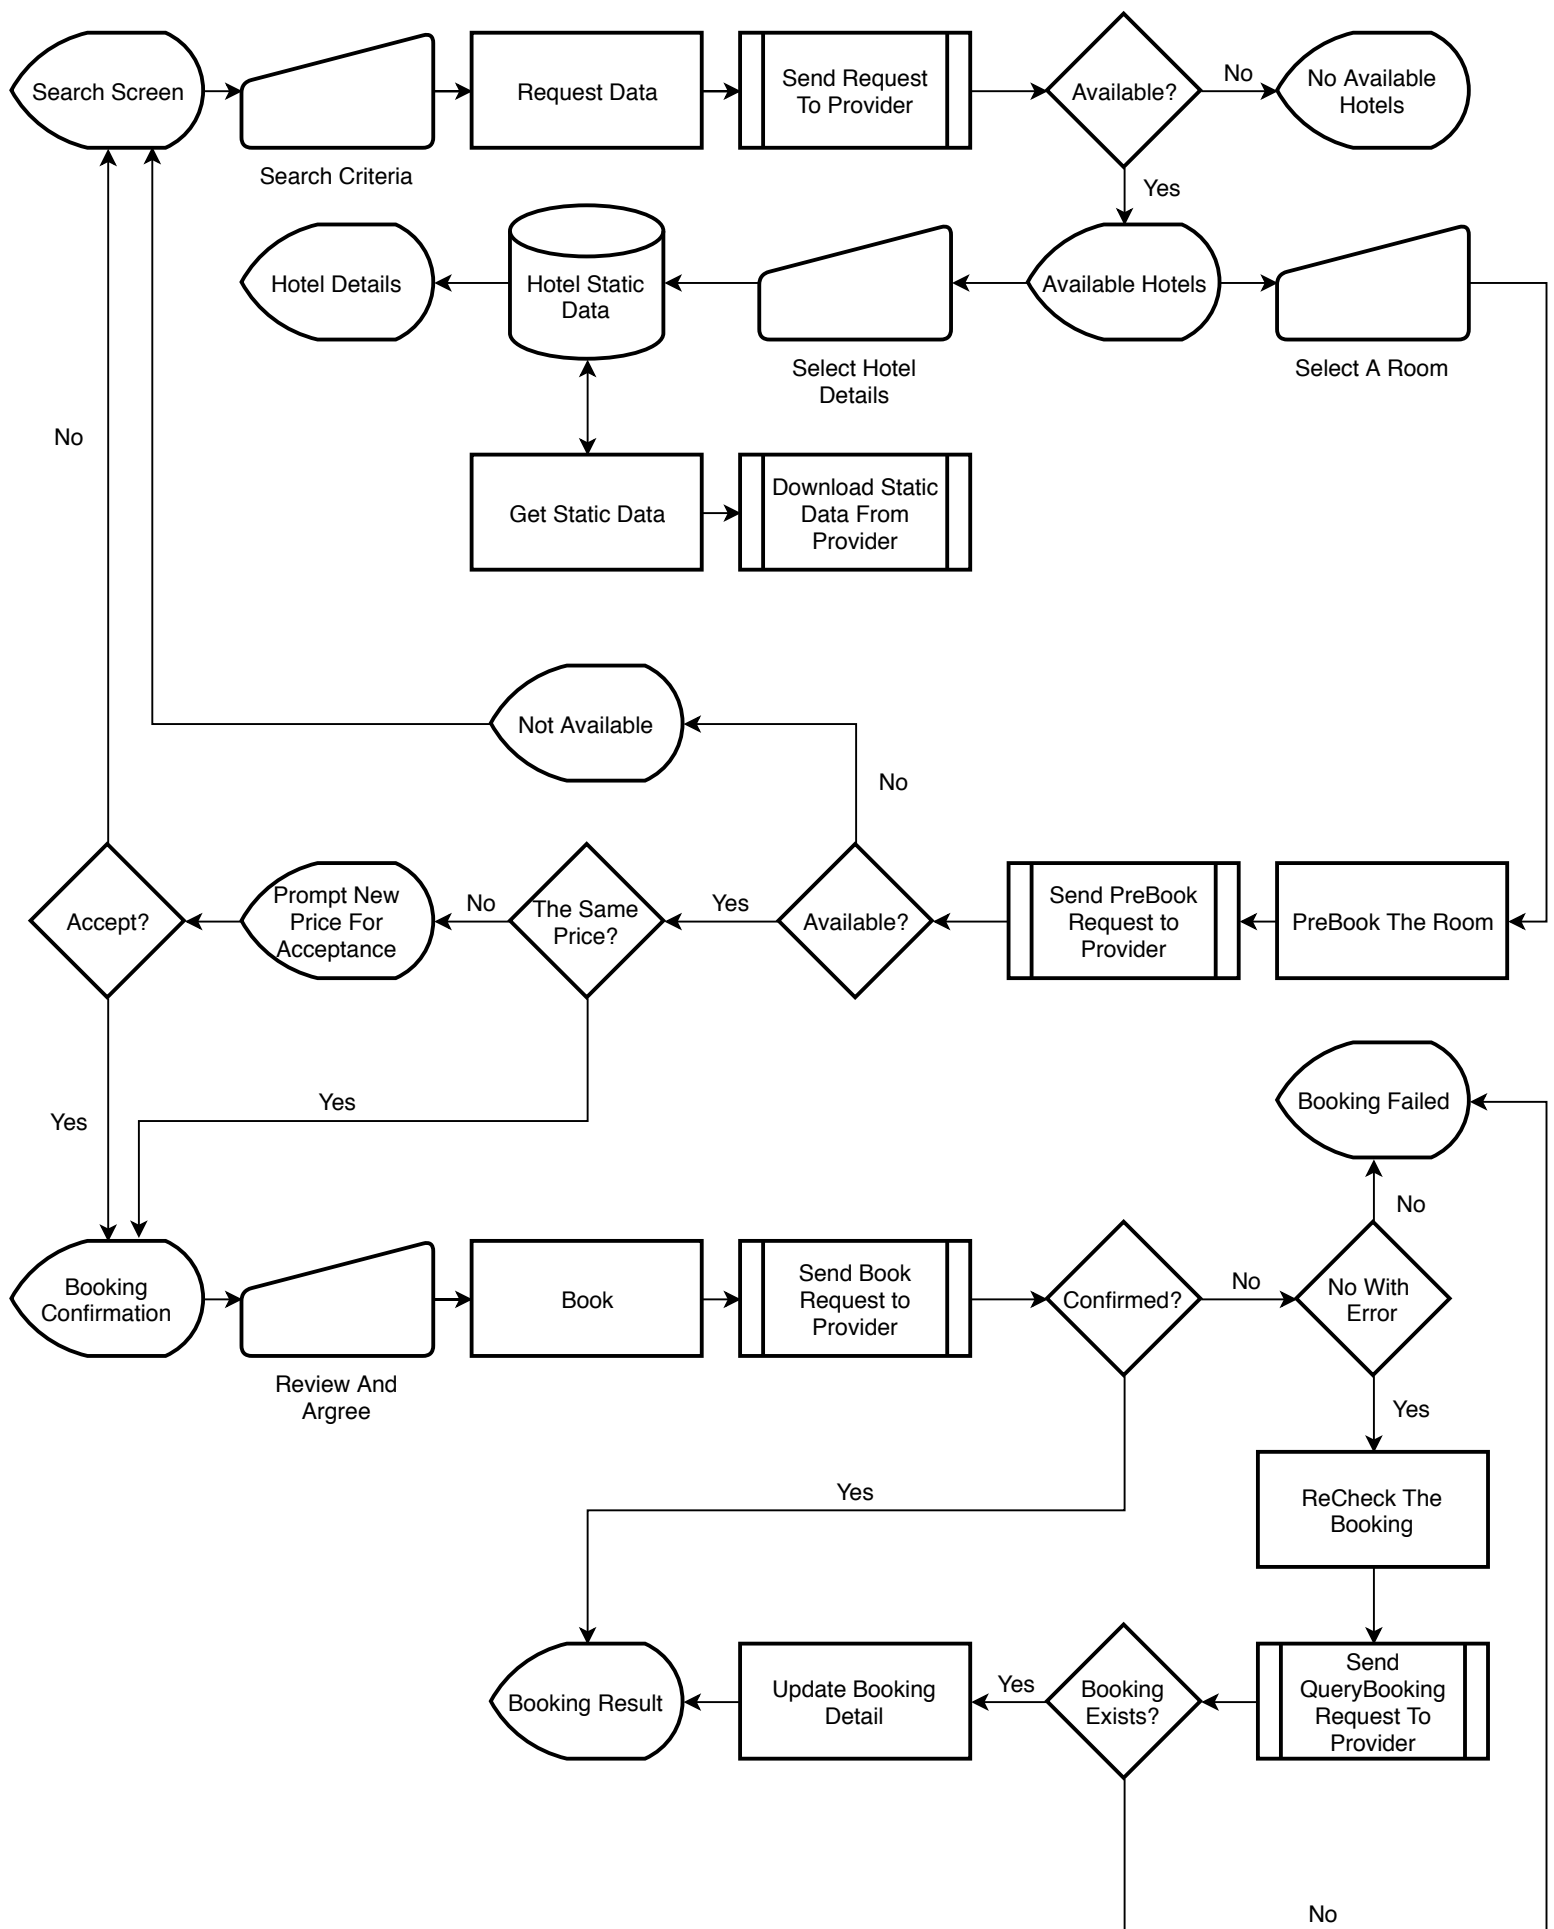 Search Screen
Search Criteria
Request Data
Send Request
To Provider
Available?
No
No Available
Hotels
Yes
Hotel Details
Hotel Static
Data
Select Hotel
Details
Available Hotels
Select A Room
No
Get Static Data
Download Static
Data From
Provider
Not Available
No
Accept?
Prompt New
Price For
Acceptance
No
The Same
Price?
Yes
Available?
Send PreBook
Request to
Provider
PreBook The Room
Yes
Yes
Booking Failed
No
Booking
Confirmation
Review And
Argree
Book
Send Book
Request to
Provider
Confirmed?
No
No With
Error
Yes
Yes
ReCheck The
Booking
Booking Result
Update Booking
Detail
Yes
Booking
Exists?
Send
QueryBooking
Request To
Provider
No